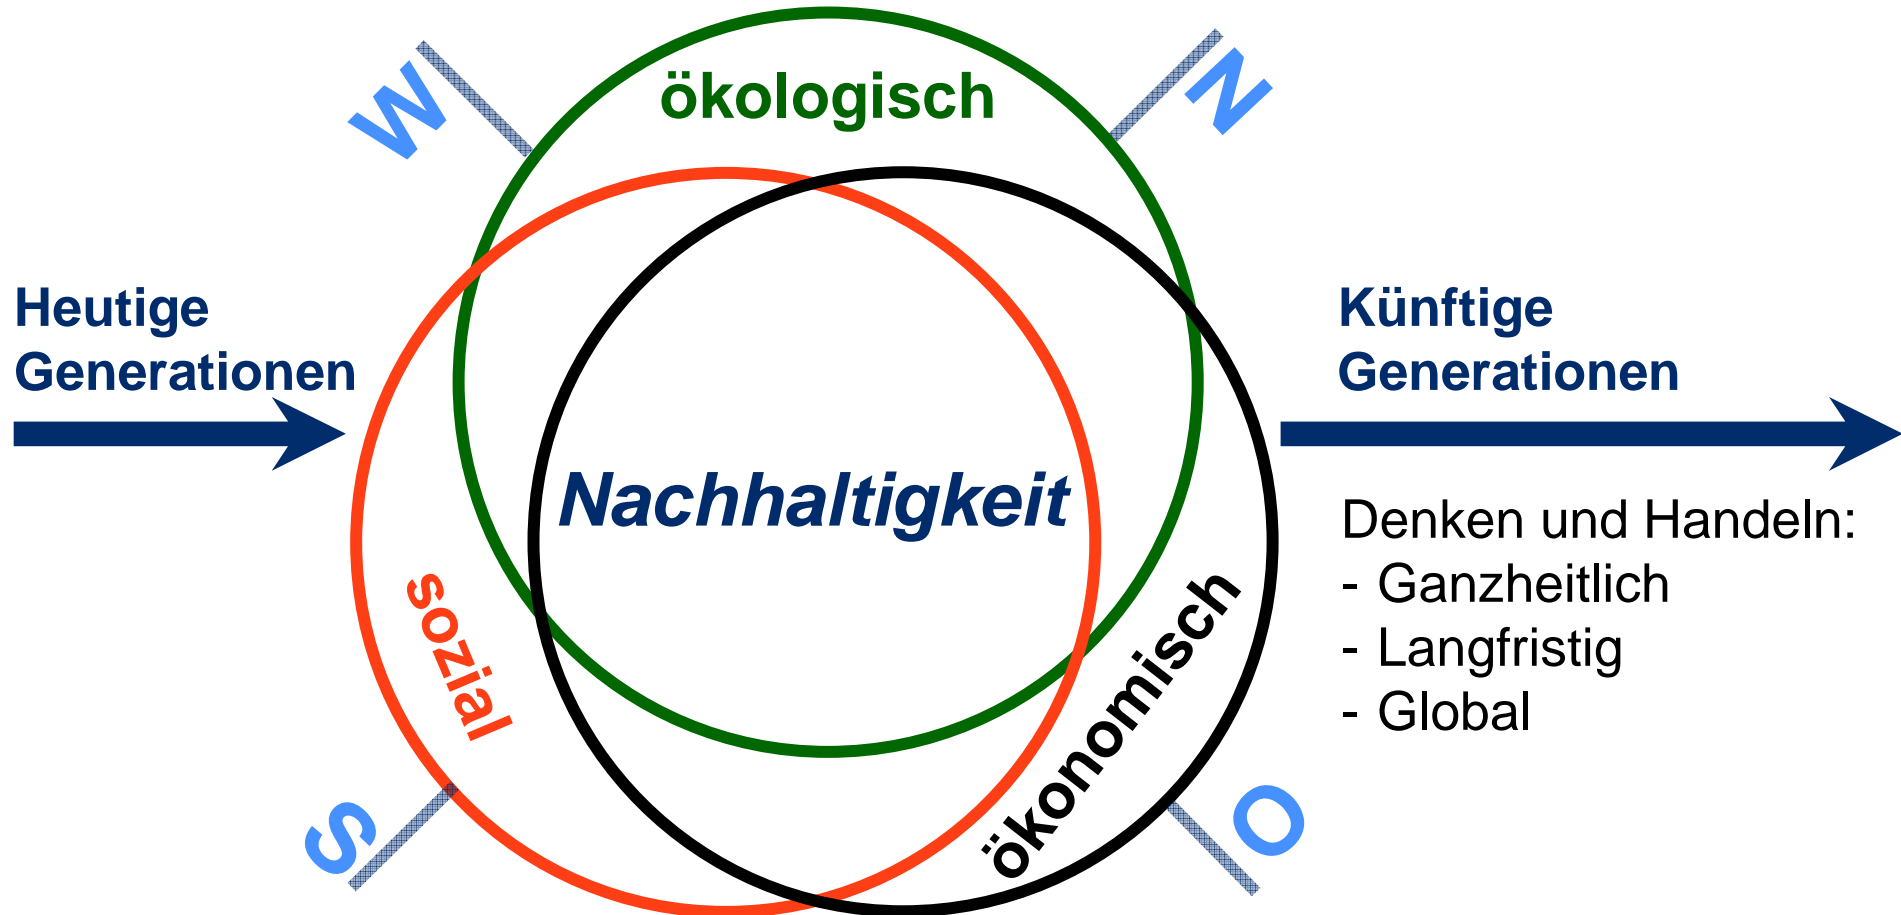 W
N
ökologisch
Heutige
Generationen
Künftige
Generationen
Nachhaltigkeit
Denken und Handeln:
- Ganzheitlich
- Langfristig
- Global
sozial
ökonomisch
S
O